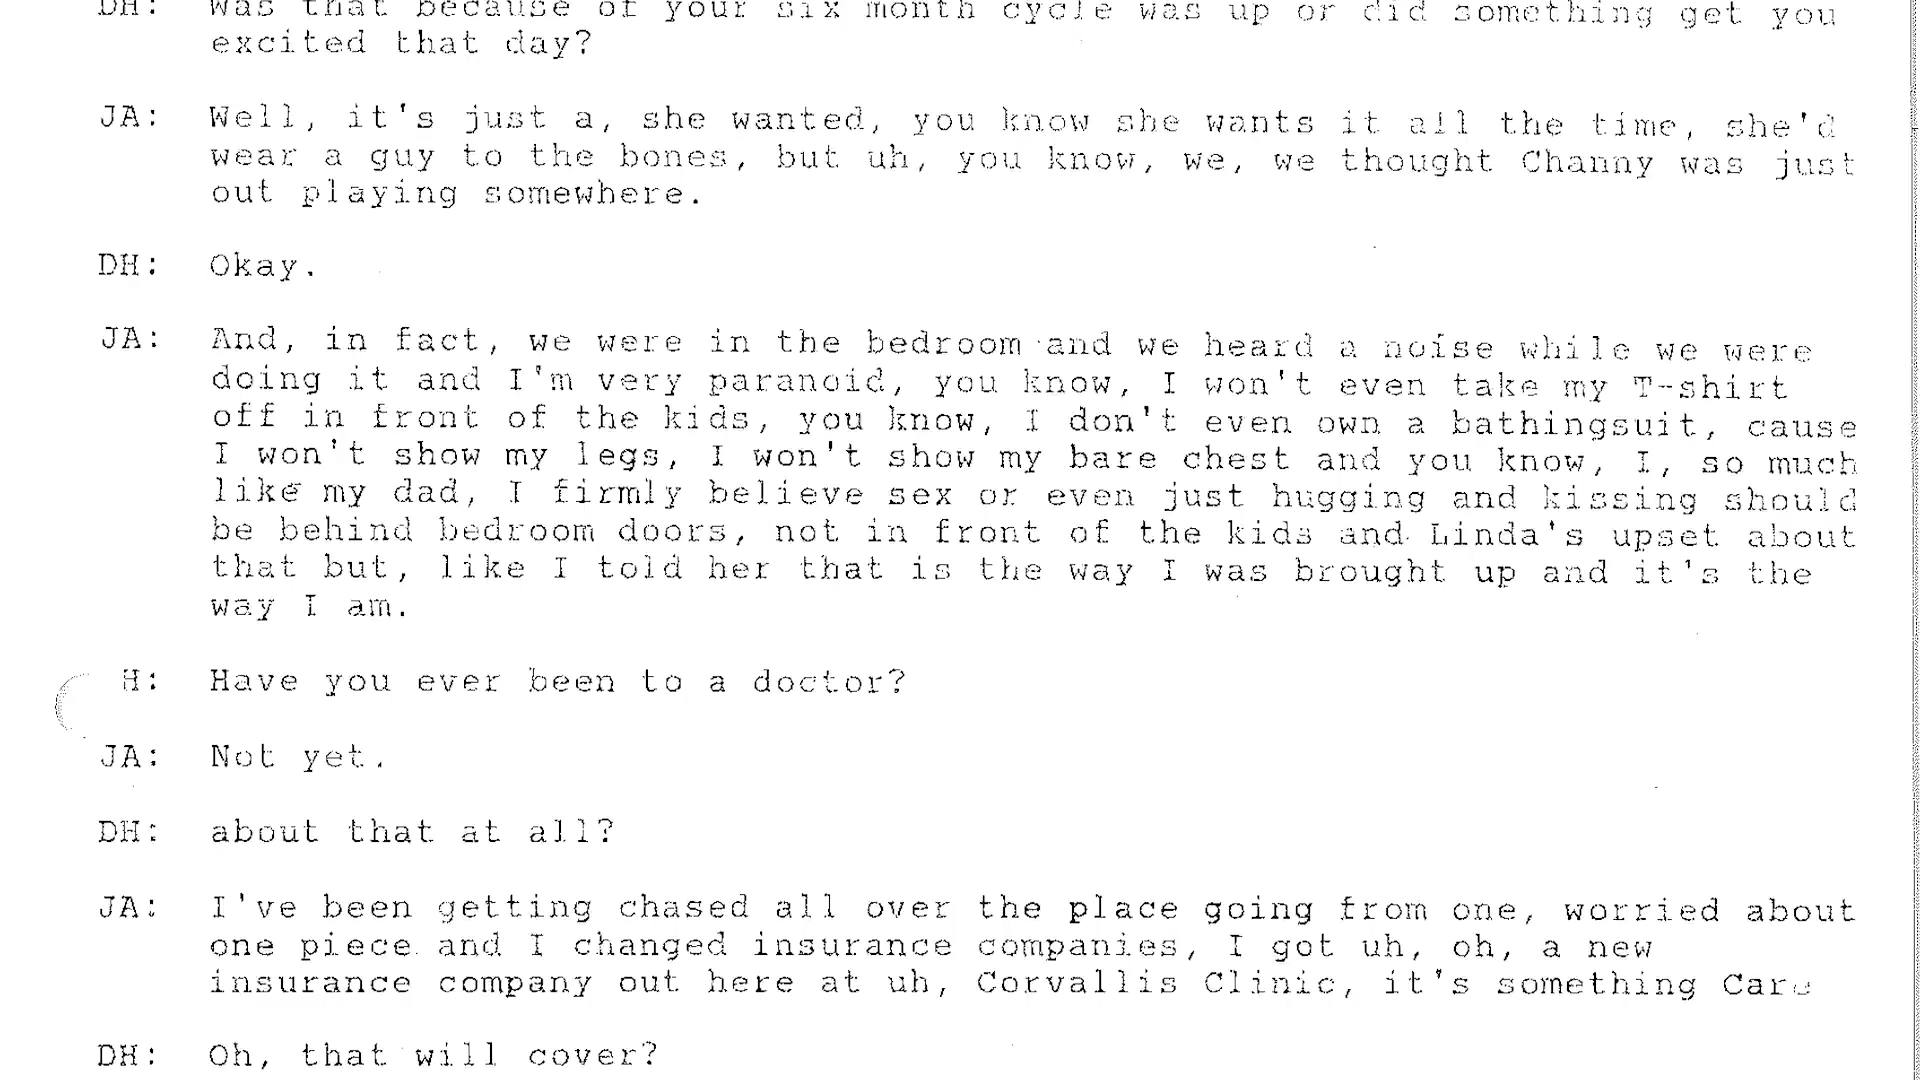 DH: was that because of your six month cycle was up or did something get you
excited that day?
JA: Well, it's just a, she wanted, you know she wants it all the time, she'd
wear a guy to the bones, but uh, you know, we, we thought Channy was just
out playing somewhere.
DH: Okay.
JA: And, in fact, we were in the bedroom and we heard a noise while we were
doing it and I'm very paranoid, you know, I won't even take my T-shirt
off in front of the kids, you know, I don't even own a bathingsuit, cause
I won't show my legs, I won't show my bare chest and you know, I, so much
like my dad, I firmly believe sex or even just hugging and kissing should
be behind bedroom doors, not in front of the kids and Linda's upset about
that but, like I told her that is the way I was brought up and it's the
way I am.
H: Have you ever been to a doctor?
JA: Not yet.
DH: about that at all?
JA: I've been getting chased all over the place going from one, worried about
one piece and I changed insurance companies, I got uh, oh, a new
insurance company out here at uh, Corvallis Clinic, it's something Care
DH: Oh, that will cover?